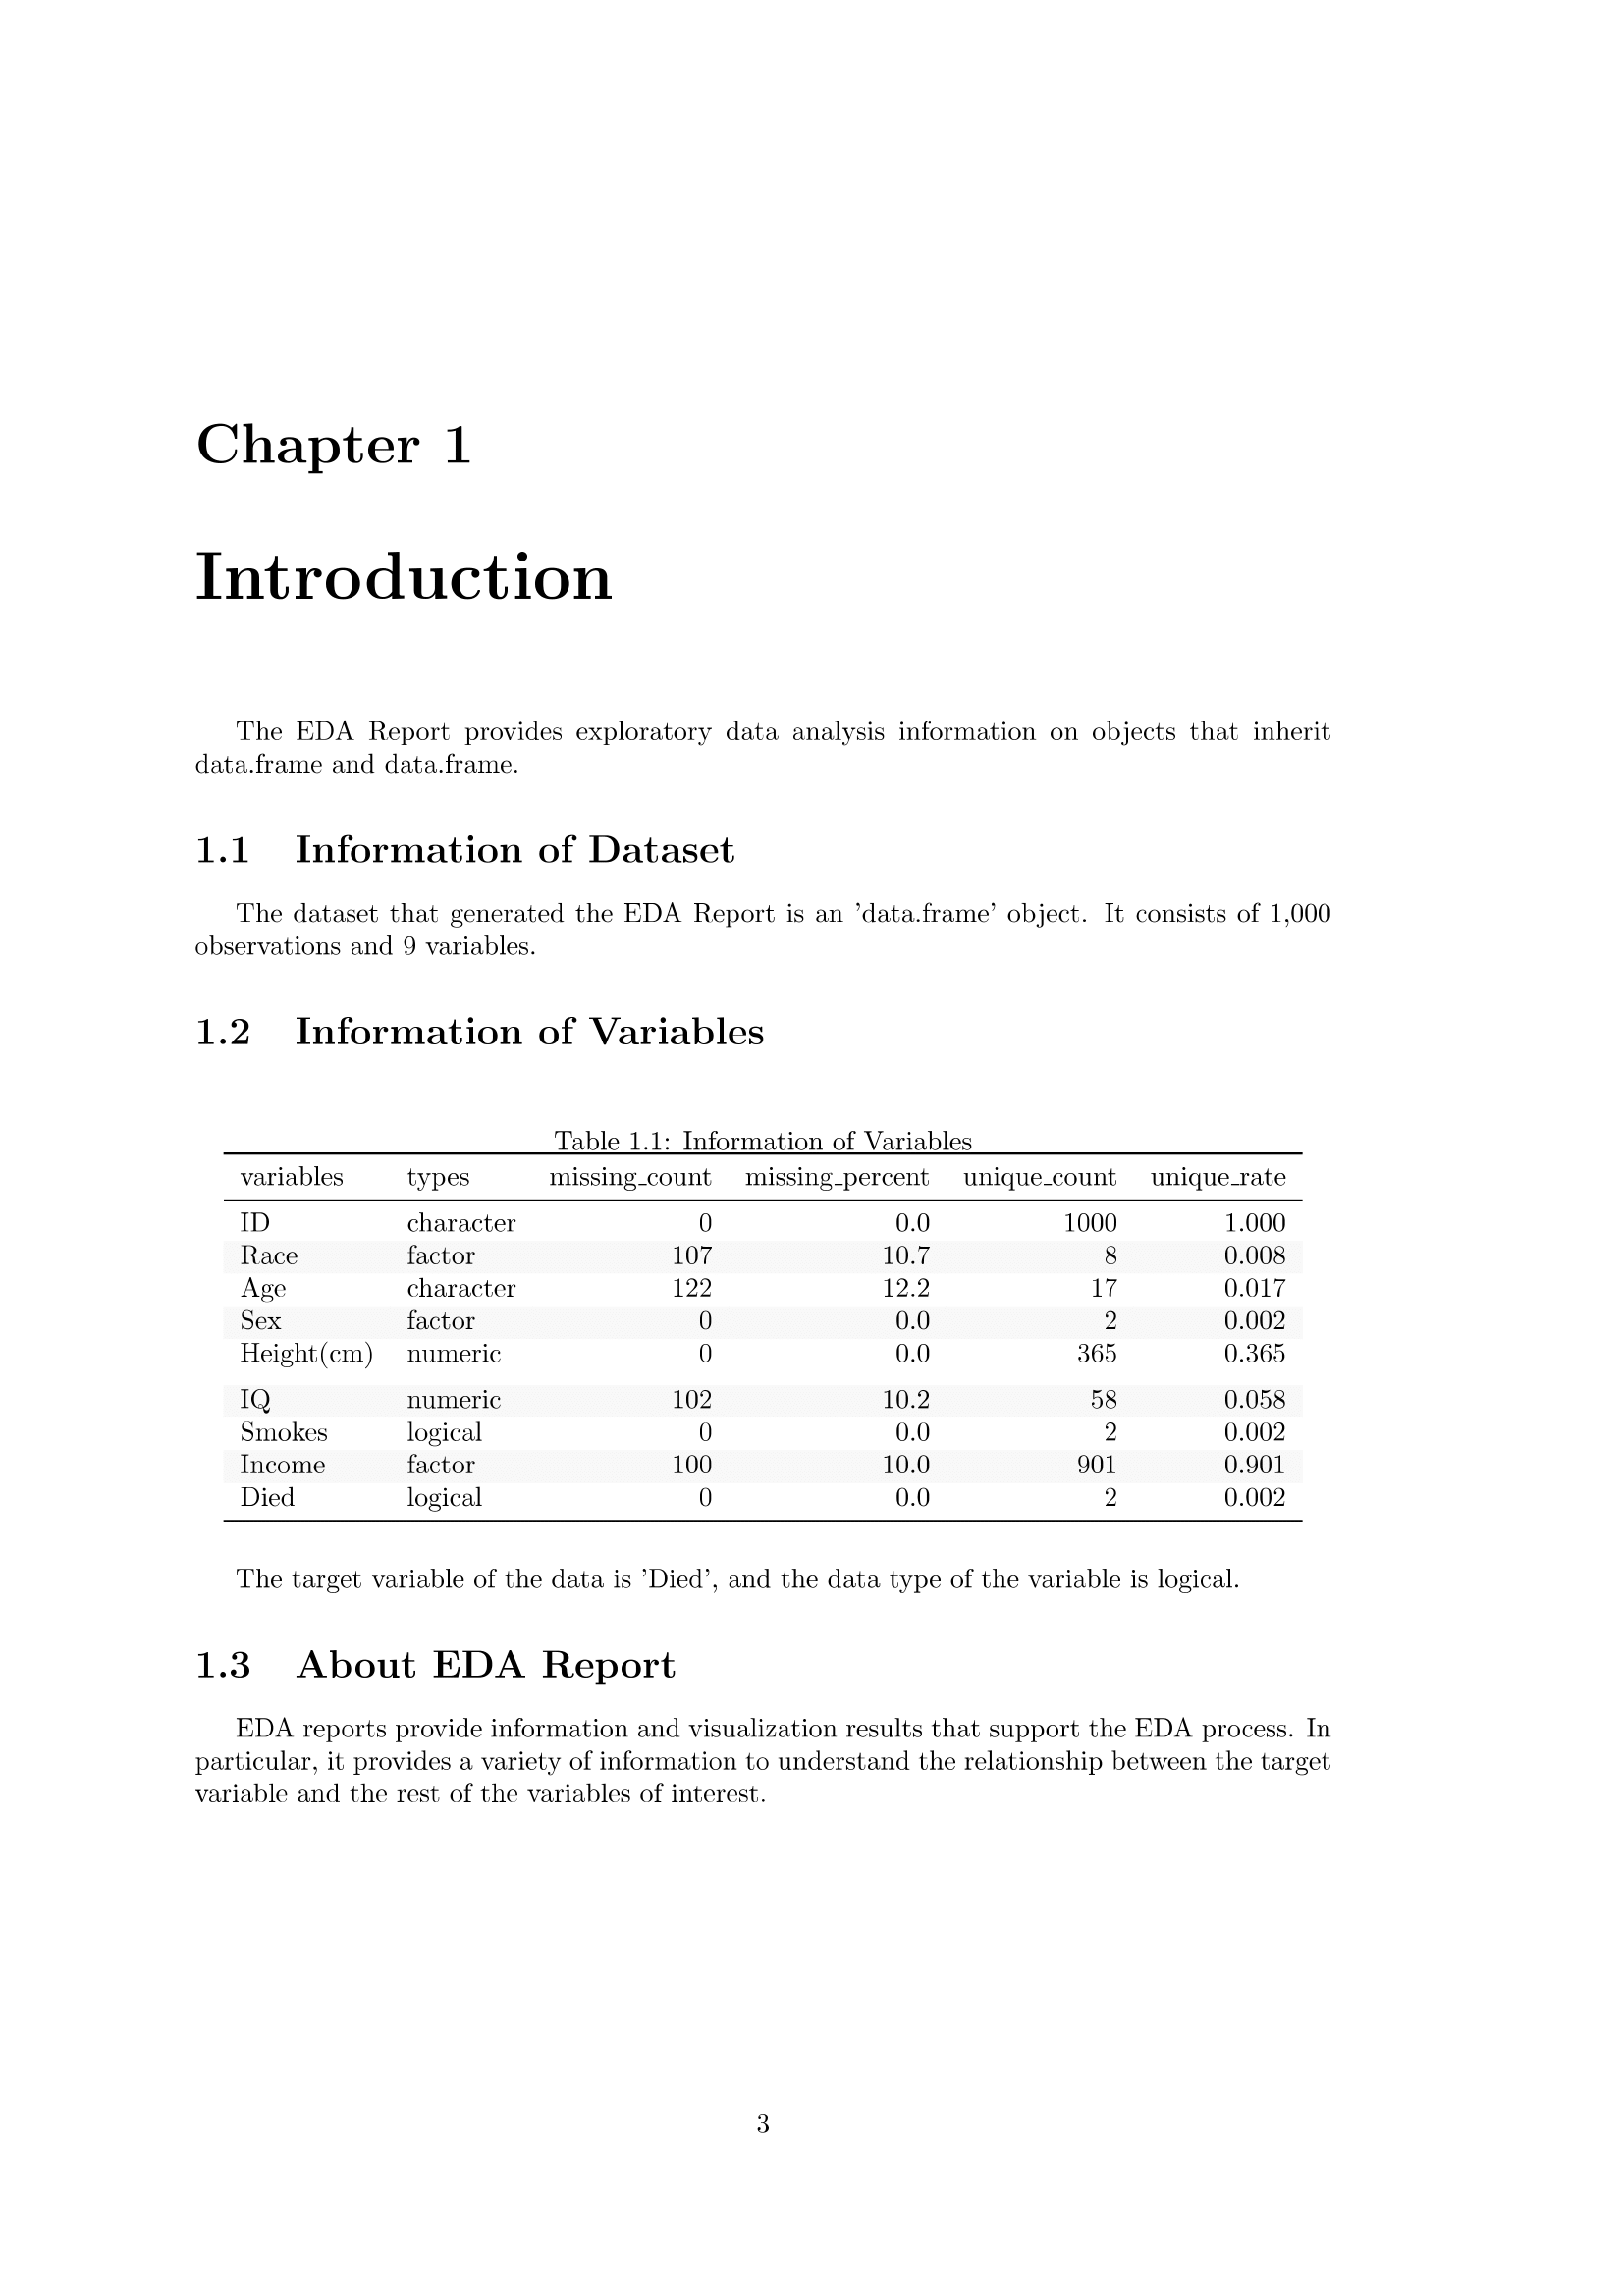 Chapter 1
Introduction
The EDA Report provides exploratory data analysis information on objects that inherit
data.frame and data.frame.
1.1 Information of Dataset
The dataset that generated the EDA Report is an 'data.frame' object. It consists of 1,000
observations and 9 variables.
1.2 Information of Variables
Table 1.1: Information of Variables
variables types missing_count missing_percent unique_count unique_rate
ID character 0 0.0 1000 1.000
Race factor 107 10.7 8 0.008
Age character 122 12.2 17 0.017
Sex factor 0 0.0 2 0.002
Height(cm) numeric 0 0.0 365 0.365
IQ numeric 102 10.2 58 0.058
Smokes logical 0 0.0 2 0.002
Income factor 100 10.0 901 0.901
Died logical 0 0.0 2 0.002
The target variable of the data is 'Died', and the data type of the variable is logical.
1.3 About EDA Report
EDA reports provide information and visualization results that support the EDA process. In
particular, it provides a variety of information to understand the relationship between the target
variable and the rest of the variables of interest.
3